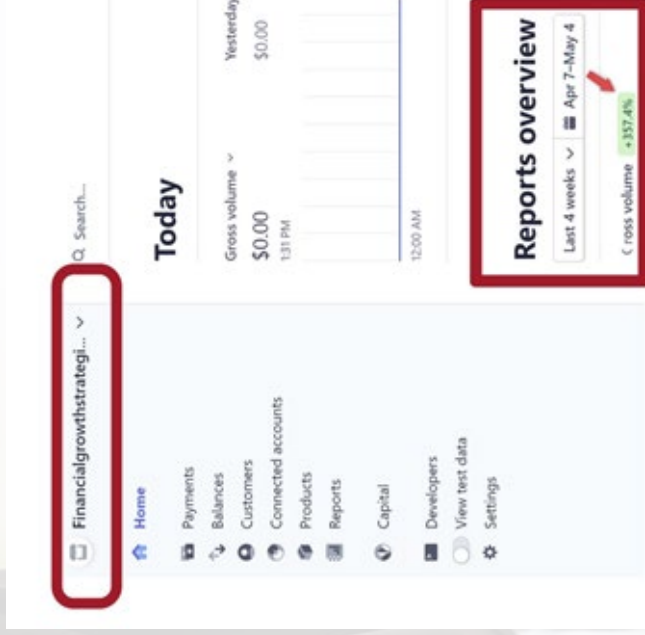 Financialgrowthstrategi...
Home
Payments
Balances
Customers
Connected accounts
Products
Reports
Capital
Developers
View test data
Settings
Search...
Today
Gross volume
Yesterday
$0.00
$0.00
1:31 PM
12:00 AM
Reports overview
Last 4 weeks
Apr 7–May 4
ross volume +357.4%